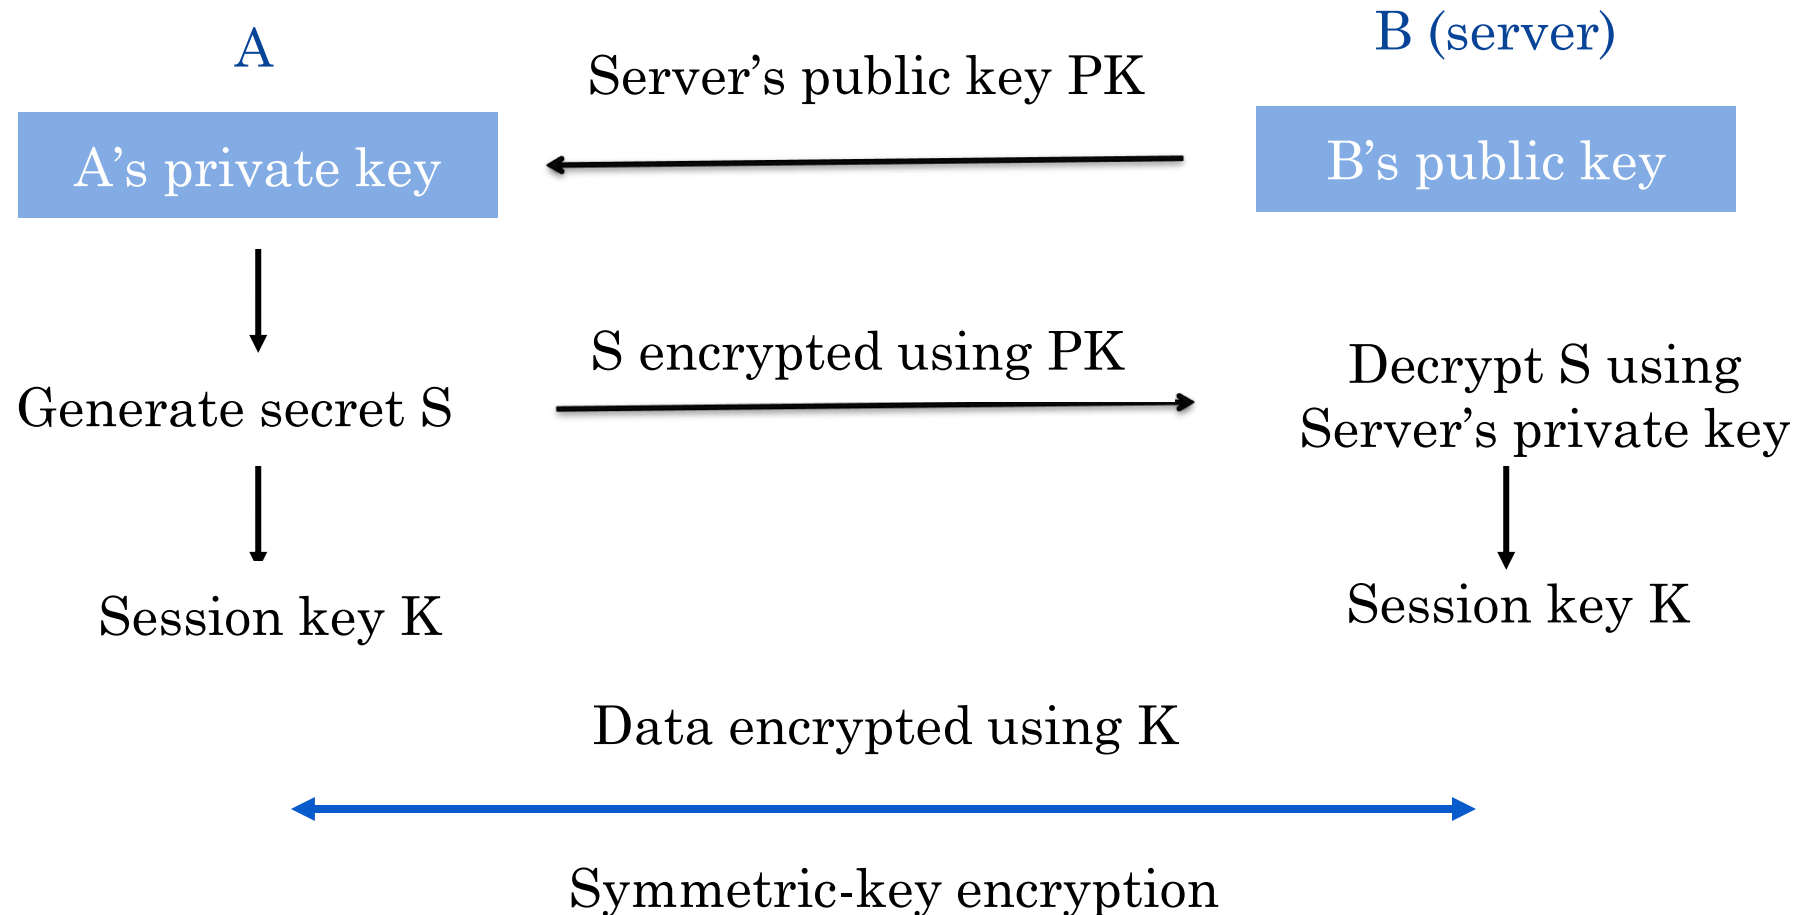 A
B (server)
Server’s public key PK
A’s private key
B’s public key
S encrypted using PK
Generate secret S
Decrypt S using
Server’s private key
Session key K
Session key K
Data encrypted using K
Symmetric-key encryption